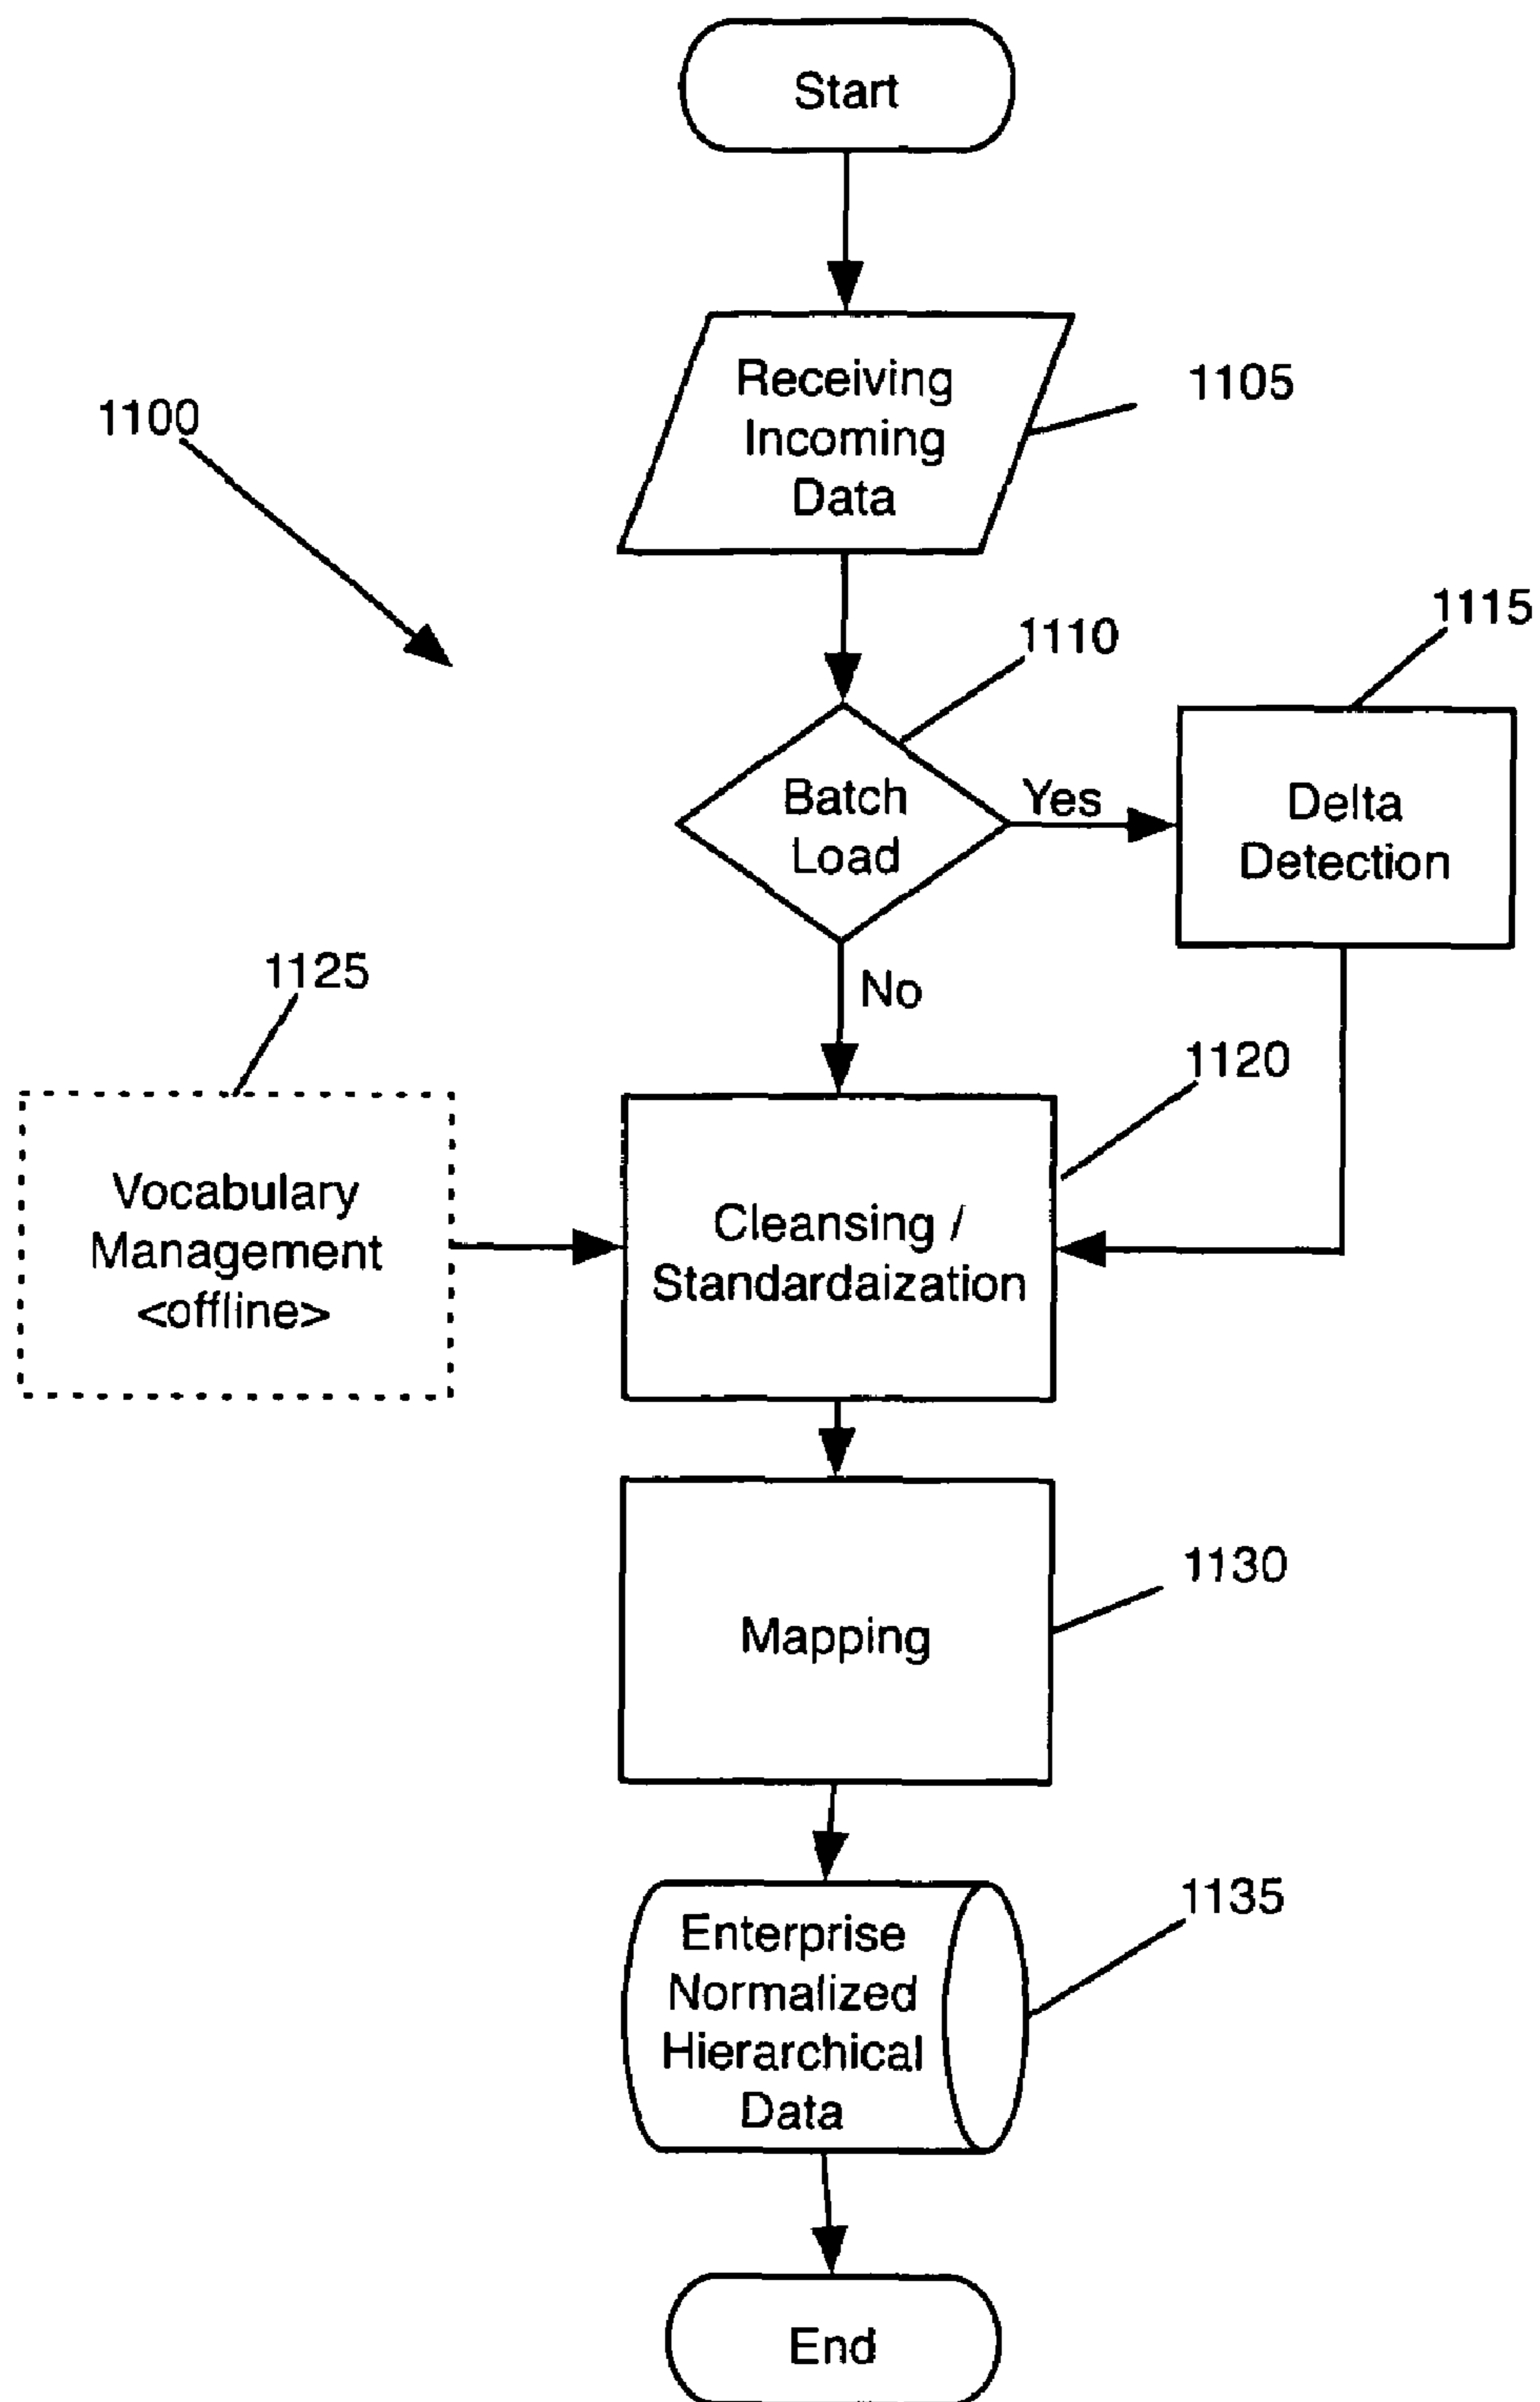 Start
1100
Receiving
Incoming
Data
1105
1110
1115
Batch
Load
Yes
Delta
Detection
No
1125
1120
Vocabulary
Management
<offline>
Cleansing /
Standardaization
Mapping
1130
Enterprise
Normalized
Hierarchical
Data
1135
End